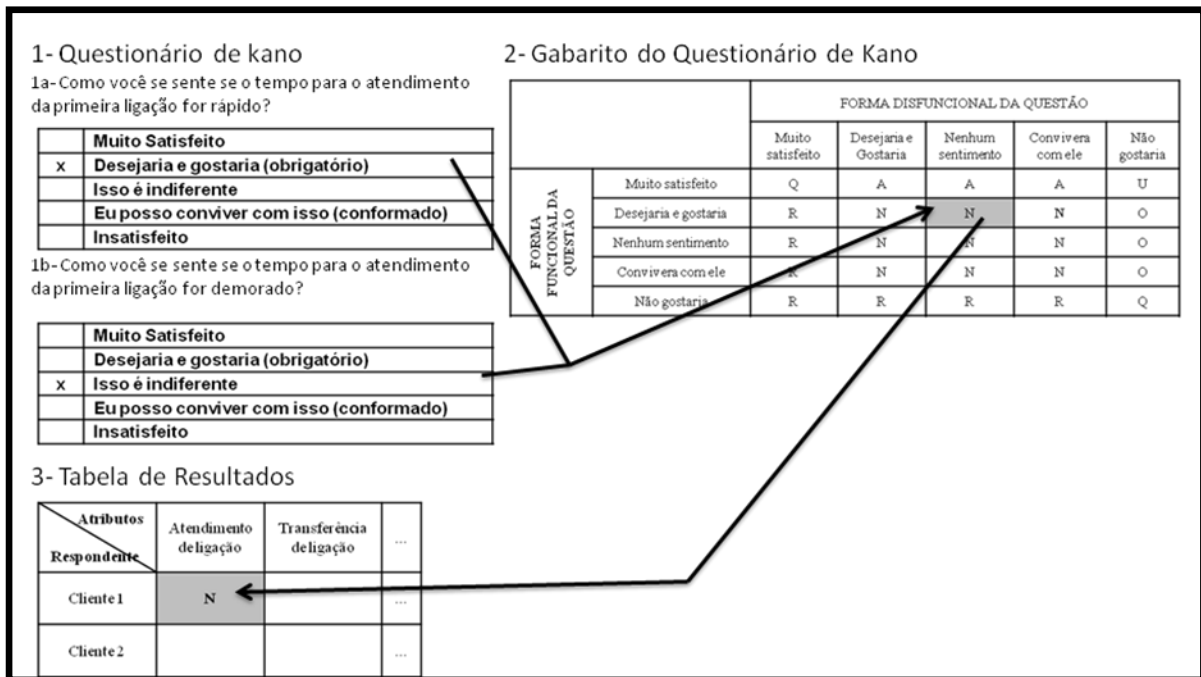 1- Questionário de kano
1a- Como você se sente se o tempo para o atendimento
da primeira ligação for rápido?
Muito Satisfeito
x Desejaria e gostaria (obrigatório)
Isso é indiferente
Eu posso conviver com isso (conformado)
Insatisfeito
1b- Como você se sente se o tempo para o atendimento
da primeira ligação for demorado?
Muito Satisfeito
Desejaria e gostaria (obrigatório)
x Isso é indiferente
Eu posso conviver com isso (conformado)
Insatisfeito
2- Gabarito do Questionário de Kano
FORMA DISFUNCIONAL DA QUESTÃO
Muito satisfeito Desejaria e Gostaria Nenhum sentimento Convivera com ele Não gostaria
FORMA FUNCIONAL DA QUESTÃO
Muito satisfeito Q A A A U
Desejaria e gostaria R N N N O
Nenhum sentimento R N N N O
Convivera com ele R N N N O
Não gostaria R R R R Q
3- Tabela de Resultados
Atributos
Respondente
Atendimento de ligação Transferência de ligação ...
Cliente 1 N ...
Cliente 2 ...